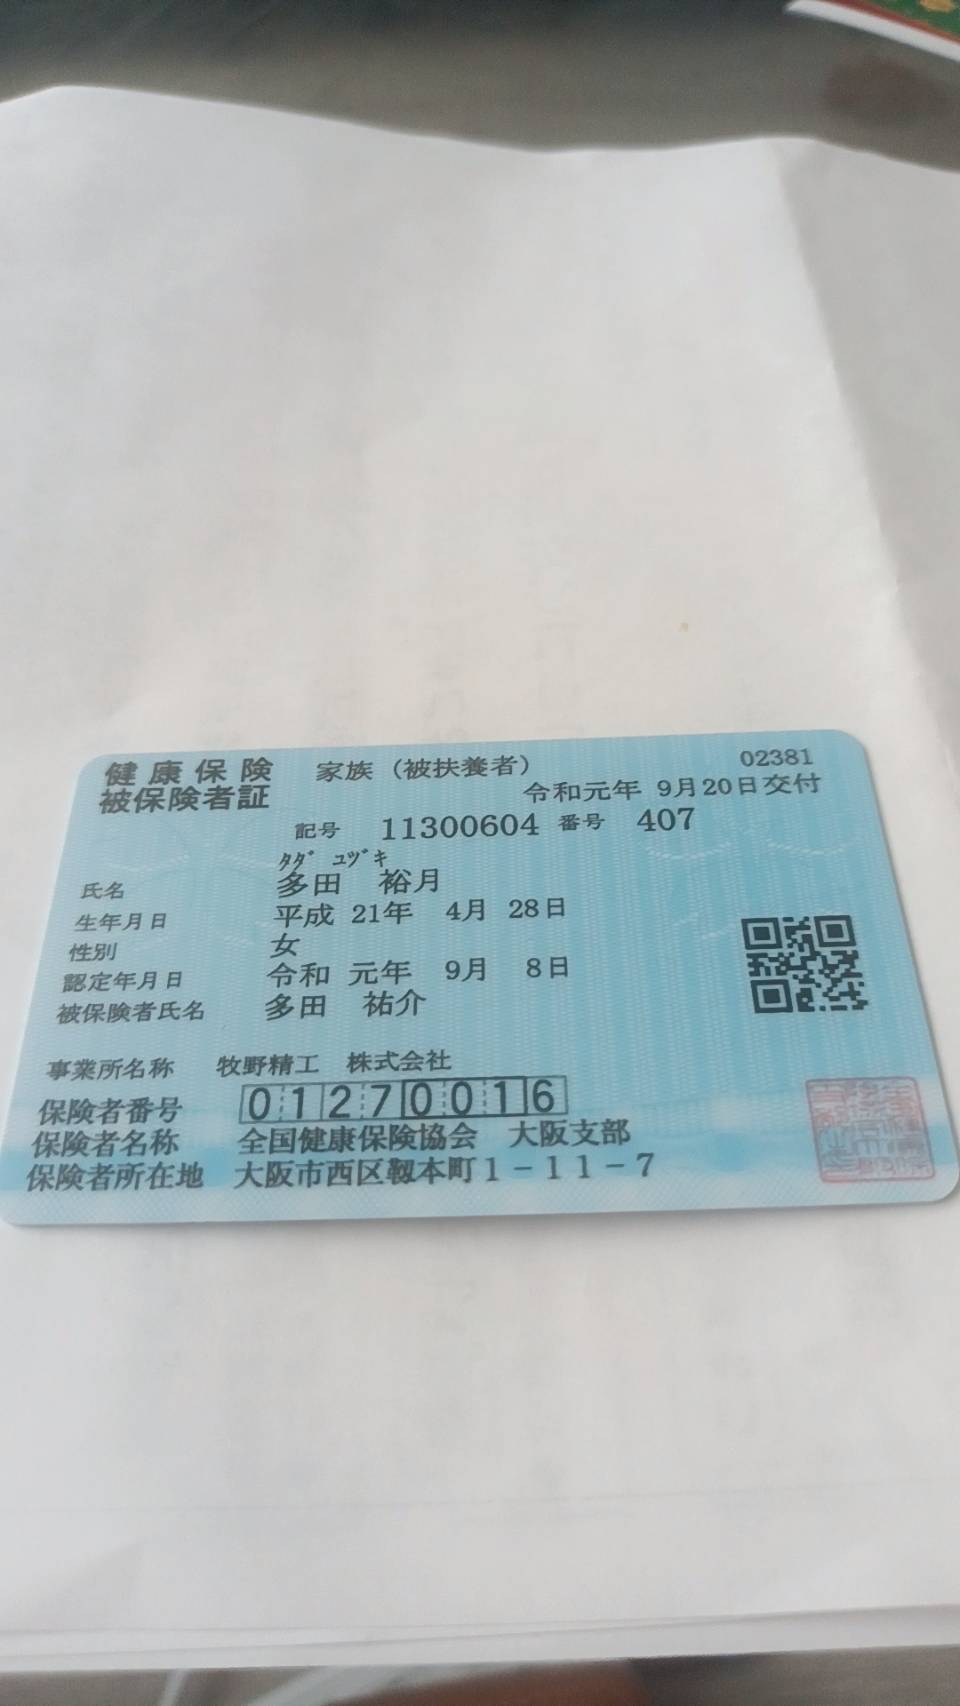 健康保険 家族（被扶養者） 02381
被保険者証 令和元年 9月20日交付
記号 11300604 番号 407
ﾀﾀﾞ ﾕﾂﾞｷ
氏名 多田 裕月
生年月日 平成 21年 4月 28日
性別 女
認定年月日 令和 元年 9月 8日
被保険者氏名 多田 祐介
事業所名称 牧野精工 株式会社
保険者番号 01270016
保険者名称 全国健康保険協会 大阪支部
保険者所在地 大阪市西区靱本町１－１１－７